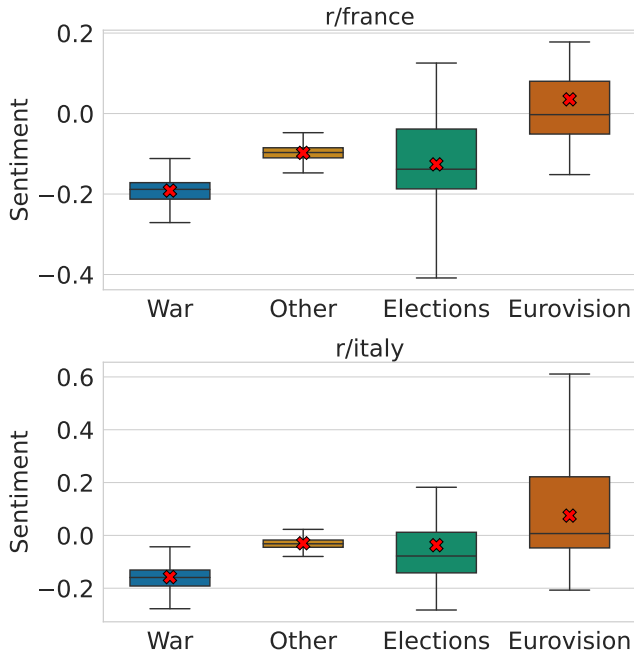 r/france
Sentiment
0.2
0.0
−0.2
−0.4
War Other Elections Eurovision
r/italy
Sentiment
0.6
0.4
0.2
0.0
−0.2
War Other Elections Eurovision